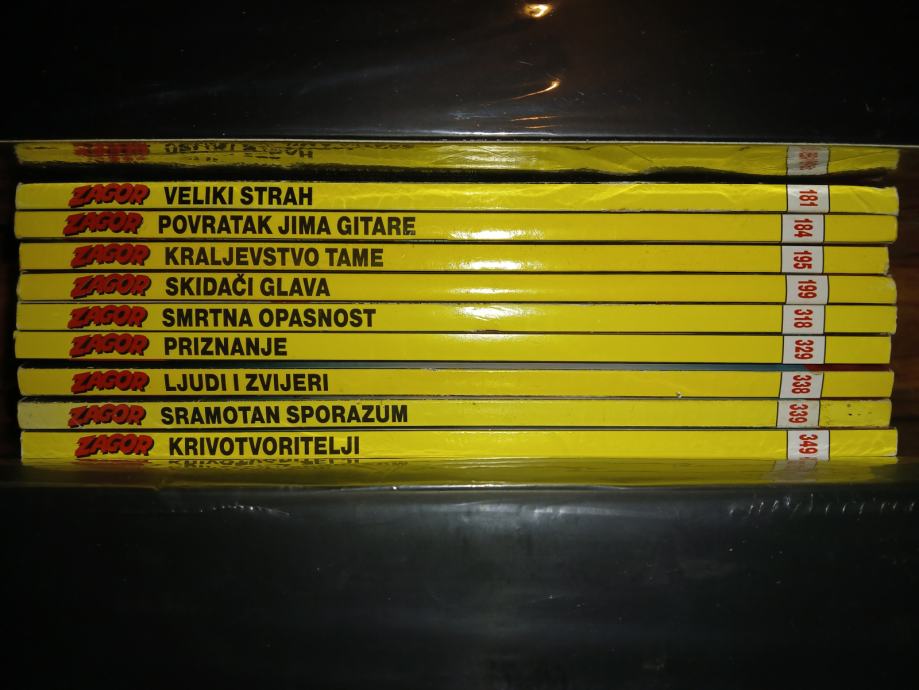 ZAGOR VELIKI STRAH 181
ZAGOR POVRATAK JIMA GITARE 184
ZAGOR KRALJEVSTVO TAME 195
ZAGOR SKIDAČI GLAVA 199
ZAGOR SMRTNA OPASNOST 318
ZAGOR PRIZNANJE 329
ZAGOR LJUDI I ZVIJERI 338
ZAGOR SRAMOTAN SPORAZUM 339
ZAGOR KRIVOTVORITELJI 349